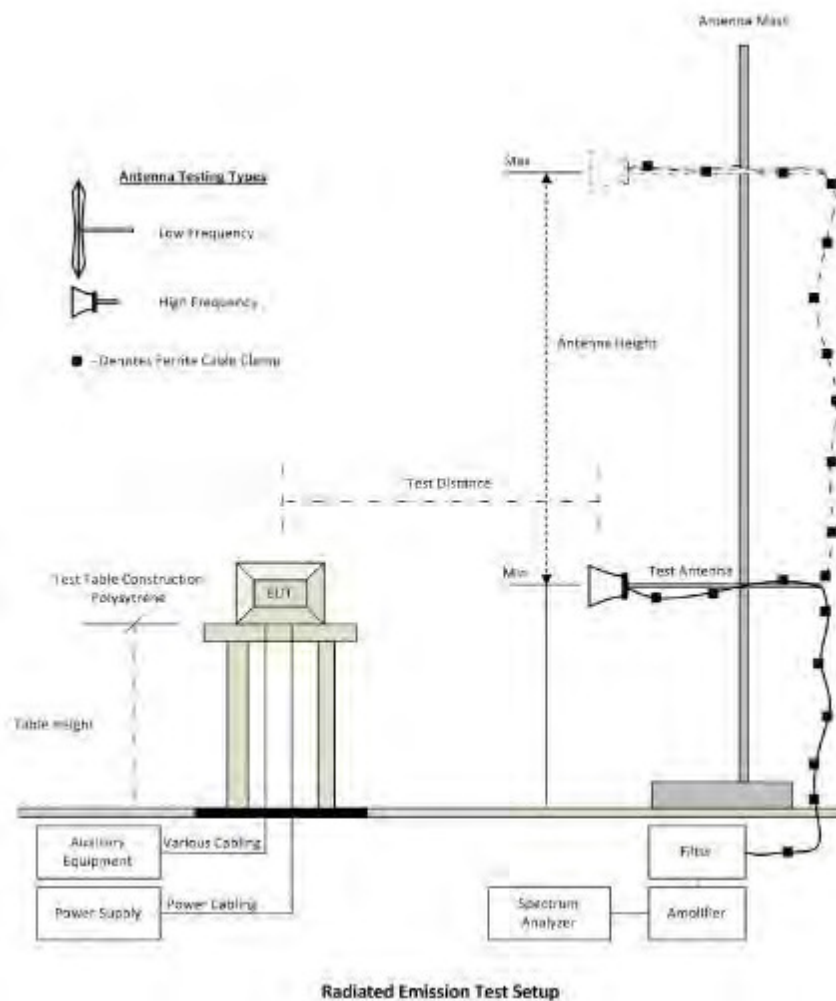 Antenna Mast
Antenna Testing Types
Low Frequency
High Frequency
- Denotes Ferrite Cable Clamp
Max
Antenna Height
Test Distance
Test Table Construction
Polysytrene
EUT
Min
Test Antenna
Table Height
Auxiliary
Equipment
Various Cabling
Power Supply
Power Cabling
Filter
Spectrum
Analyzer
Amplifier
Radiated Emission Test Setup